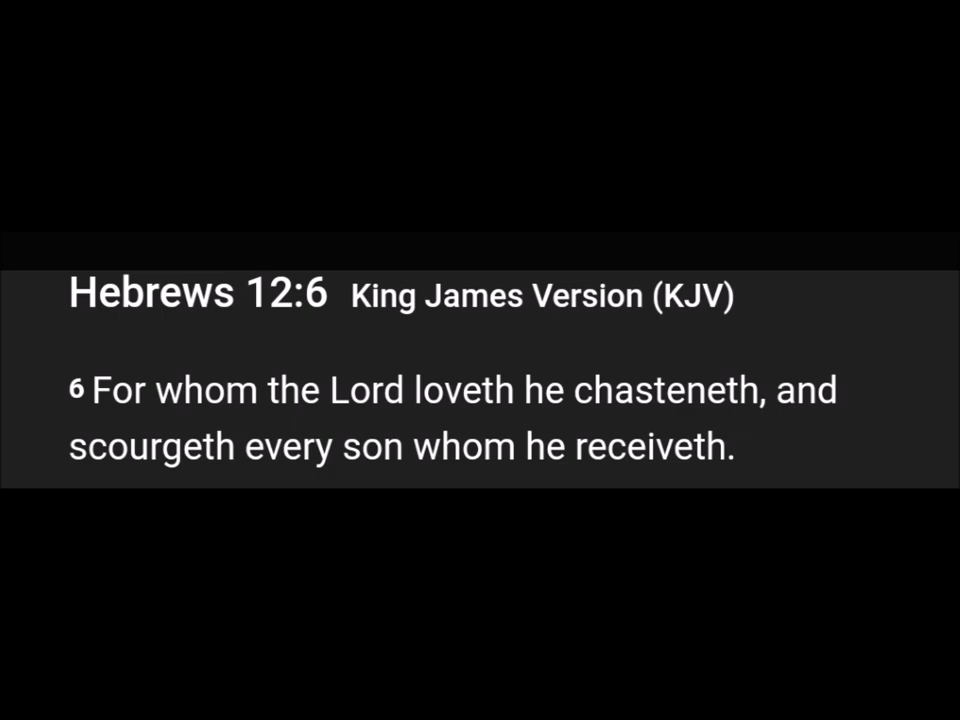 Hebrews 12:6 King James Version (KJV)
6 For whom the Lord loveth he chasteneth, and
scourgeth every son whom he receiveth.